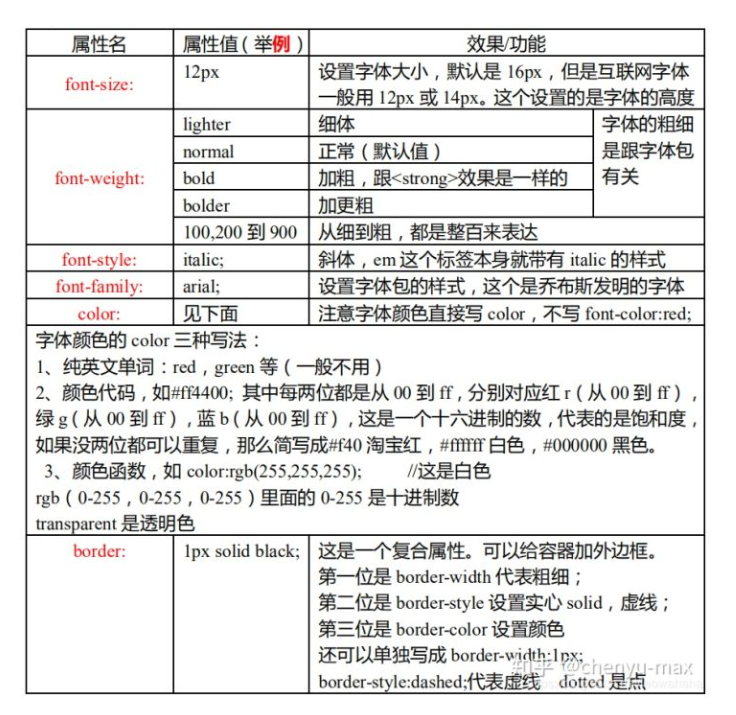 属性名 属性值（举例） 效果/功能
font-size: 12px 设置字体大小，默认是 16px，但是互联网字体
一般用 12px 或 14px。这个设置的是字体的高度
font-weight: lighter 细体 字体的粗细
normal 正常（默认值） 是跟字体包
bold 加粗，跟<strong>效果是一样的 有关
bolder 加更粗
100,200 到 900 从细到粗，都是整百来表达
font-style: italic; 斜体，em 这个标签本身就带有 italic 的样式
font-family: arial; 设置字体包的样式，这个是乔布斯发明的字体
color: 见下面 注意字体颜色直接写 color，不写 font-color:red;
字体颜色的 color 三种写法：
1、纯英文单词：red，green 等（一般不用）
2、颜色代码，如#ff4400; 其中每两位都是从 00 到 ff，分别对应红 r（从 00 到 ff），
绿 g（从 00 到 ff），蓝 b（从 00 到 ff），这是一个十六进制的数，代表的是饱和度，
如果没两位都可以重复，那么简写成#f40 淘宝红，#ffffff 白色，#000000 黑色。
3、颜色函数，如 color:rgb(255,255,255); //这是白色
rgb（0-255，0-255，0-255）里面的 0-255 是十进制数
transparent 是透明色
border: 1px solid black; 这是一个复合属性。可以给容器加外边框。
第一位是 border-width 代表粗细；
第二位是 border-style 设置实心 solid，虚线；
第三位是 border-color 设置颜色
还可以单独写成 border-width:1px;
知乎 @chenyu-max
border-style:dashed;代表虚线 dotted 是点